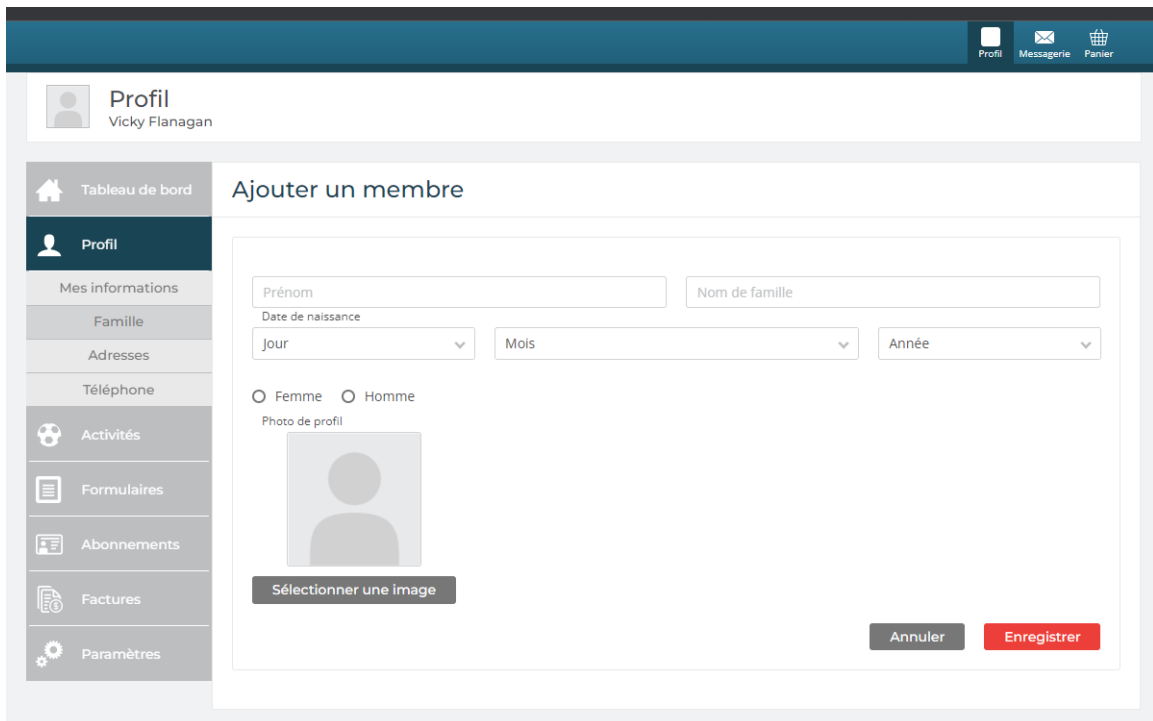 Profil Messagerie Panier
Profil
Vicky Flanagan
Tableau de bord
Profil
Mes informations
Famille
Adresses
Téléphone
Activités
Formulaires
Abonnements
Factures
Paramètres
Ajouter un membre
Prénom Nom de famille
Date de naissance
Jour Mois Année
Femme Homme
Photo de profil
Sélectionner une image
Annuler Enregistrer